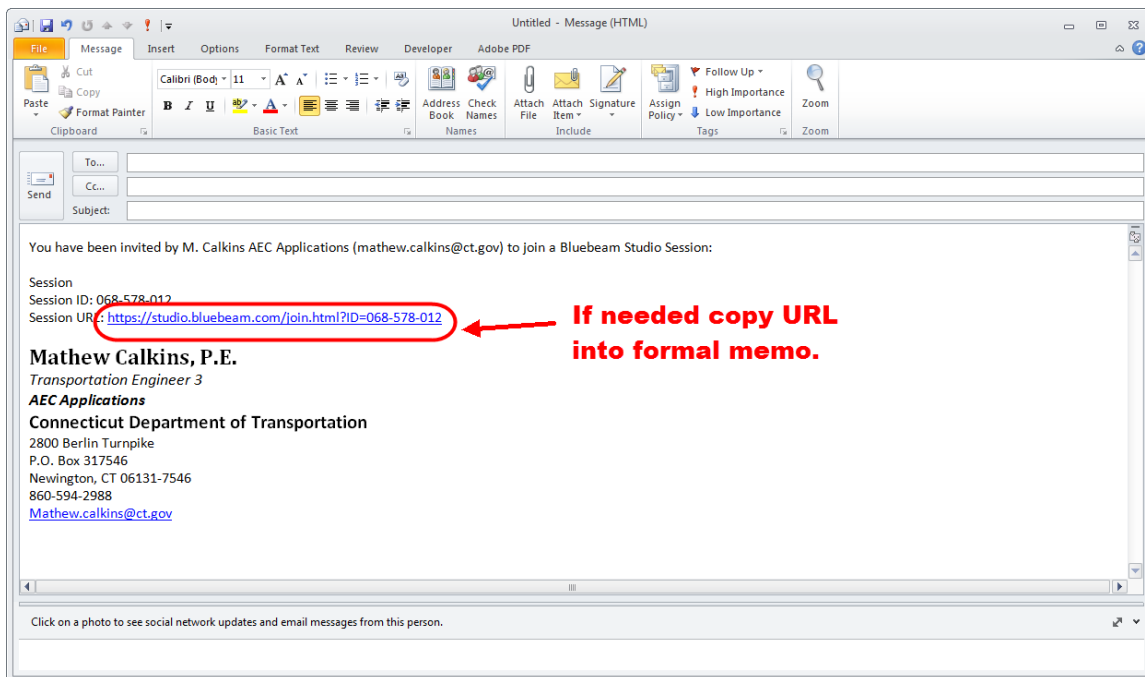 Untitled - Message (HTML)
File Message Insert Options Format Text Review Developer Adobe PDF
Cut
Copy
Format Painter
Paste
Clipboard
Calibri (Body 11
B I U
Basic Text
Address Book
Check Names
Names
Attach File
Attach Item
Signature
Include
Assign Policy
Follow Up
High Importance
Low Importance
Tags
Zoom
Zoom
Send
To...
Cc...
Subject:
You have been invited by M. Calkins AEC Applications (mathew.calkins@ct.gov) to join a Bluebeam Studio Session:
Session
Session ID: 068-578-012
Session URL: https://studio.bluebeam.com/join.html?ID=068-578-012
If needed copy URL
into formal memo.
Mathew Calkins, P.E.
Transportation Engineer 3
AEC Applications
Connecticut Department of Transportation
2800 Berlin Turnpike
P.O. Box 317546
Newington, CT 06131-7546
860-594-2988
Mathew.calkins@ct.gov
Click on a photo to see social network updates and email messages from this person.